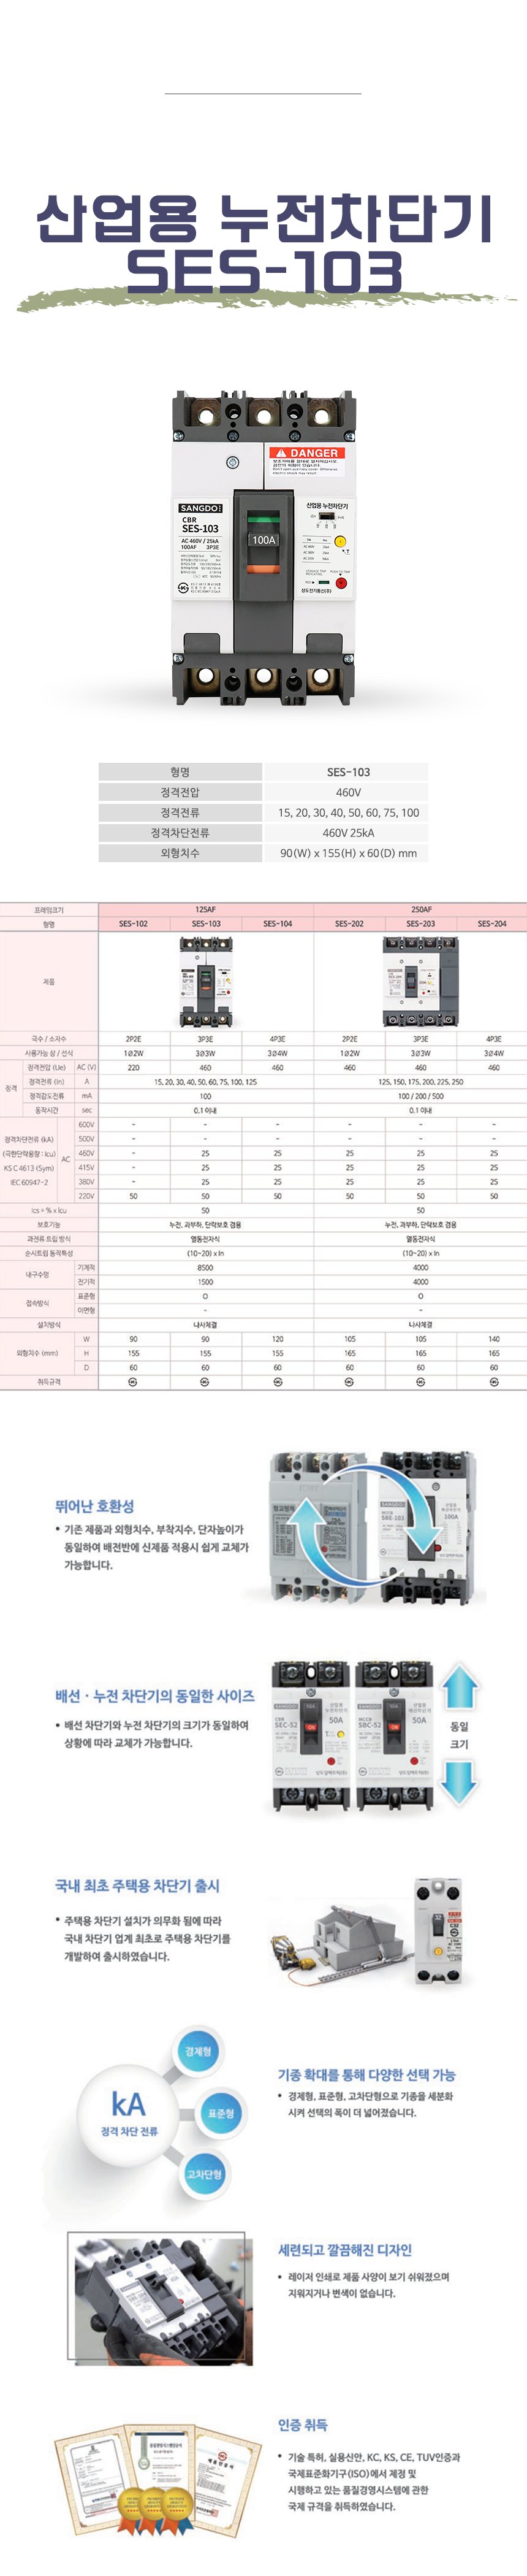 산업용 누전차단기
SES-103
DANGER
SANGDO
CBR
SES-103
AC 460V / 25kA
100AF 3P3E
100A
산업용 누전차단기
상도전기통신(주)
형명 SES-103
정격전압 460V
정격전류 15, 20, 30, 40, 50, 60, 75, 100
정격차단전류 460V 25kA
외형치수 90(W) x 155(H) x 60(D) mm
프레임크기 125AF 250AF
형명 SES-102 SES-103 SES-104 SES-202 SES-203 SES-204
제품
극수 / 소자수 2P2E 3P3E 4P3E 2P2E 3P3E 4P3E
사용가능 상 / 선식 1Ø2W 3Ø3W 3Ø4W 1Ø2W 3Ø3W 3Ø4W
정격
정격전압 (Ue) AC (V) 220 460 460 460 460 460
정격전류 (In) A 15, 20, 30, 40, 50, 60, 75, 100, 125 125, 150, 175, 200, 225, 250
정격감도전류 mA 100 100 / 200 / 500
동작시간 sec 0.1 이내 0.1 이내
정격차단전류 (kA)
(극한단락용량 : Icu)
KS C 4613 (Sym)
IEC 60947-2
AC
600V - - - - - -
500V - - - - - -
460V - 25 25 25 25 25
415V - 25 25 25 25 25
380V - 25 25 25 25 25
220V 50 50 50 50 50 50
Ics = % x Icu 50 50
보호기능 누전, 과부하, 단락보호 겸용 누전, 과부하, 단락보호 겸용
과전류 트립 방식 열동전자식 열동전자식
순시트립 동작특성 (10~20) x In (10~20) x In
내구수명
기계적 8500 4000
전기적 1500 4000
접속방식
표준형 O O
이면형 - -
설치방식 나사체결 나사체결
외형치수 (mm)
W 90 90 120 105 105 140
H 155 155 155 165 165 165
D 60 60 60 60 60 60
취득규격
뛰어난 호환성
• 기존 제품과 외형치수, 부착치수, 단자높이가
동일하여 배전반에 신제품 적용시 쉽게 교체가
가능합니다.
SANGDO
SBE-103
100A
배선 · 누전 차단기의 동일한 사이즈
• 배선 차단기와 누전 차단기의 크기가 동일하여
상황에 따라 교체가 가능합니다.
SEC-52
50A
ON
SBC-52
50A
ON
동일
크기
국내 최초 주택용 차단기 출시
• 주택용 차단기 설치가 의무화 됨에 따라
국내 차단기 업계 최초로 주택용 차단기를
개발하여 출시하였습니다.
C32
kA
정격 차단 전류
경제형
표준형
고차단형
기종 확대를 통해 다양한 선택 가능
• 경제형, 표준형, 고차단형으로 기종을 세분화
시켜 선택의 폭이 더 넓어졌습니다.
세련되고 깔끔해진 디자인
• 레이저 인쇄로 제품 사양이 보기 쉬워졌으며
지워지거나 변색이 없습니다.
인증 취득
• 기술 특허, 실용신안, KC, KS, CE, TUV인증과
국제표준화기구(ISO)에서 제정 및
시행하고 있는 품질경영시스템에 관한
국제 규격을 취득하였습니다.